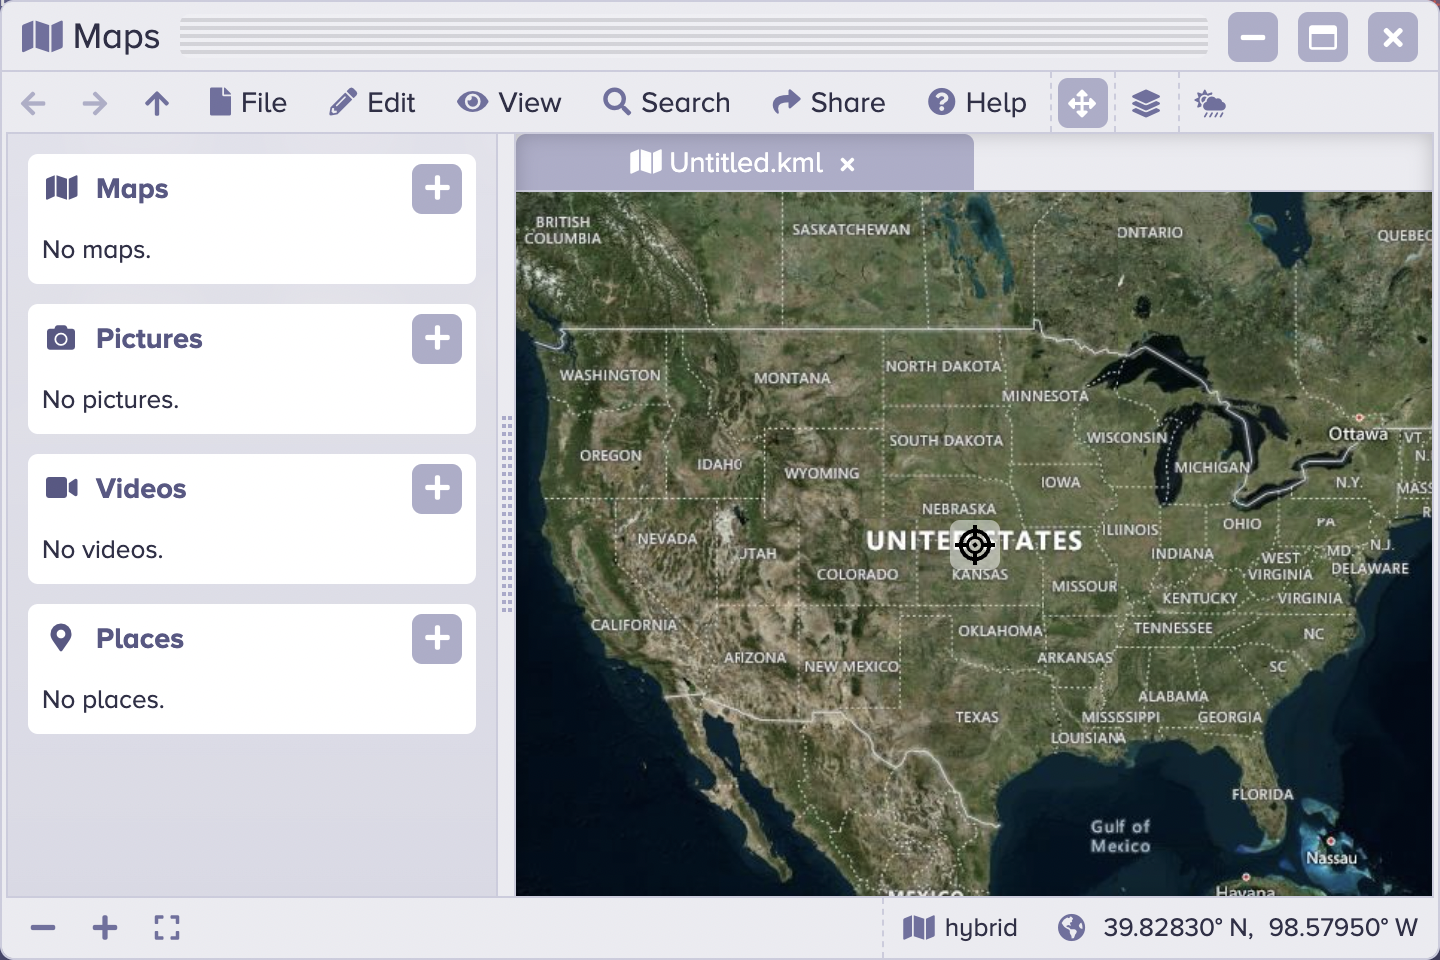 Maps
File Edit View Search Share Help
Maps
No maps.
Pictures
No pictures.
Videos
No videos.
Places
No places.
Untitled.kml
BRITISH
COLUMBIA
SASKATCHEWAN
ONTARIO
QUEBEC
WASHINGTON
MONTANA
NORTH DAKOTA
MINNESOTA
OREGON
IDAHO
WYOMING
SOUTH DAKOTA
WISCONSIN
MICHIGAN
Ottawa
VT.
N.Y.
IOWA
NEBRASKA
NEVADA
UTAH
COLORADO
UNITED STATES
KANSAS
ILLINOIS
INDIANA
OHIO
PA
N.J.
MD.
DELAWARE
WEST
VIRGINIA
MISSOUR
KENTUCKY
VIRGINIA
CALIFORNIA
ARIZONA
NEW MEXICO
OKLAHOMA
ARKANSAS
TENNESSEE
NC
SC
TEXAS
MISSISSIPPI
ALABAMA
GEORGIA
LOUISIANA
FLORIDA
Gulf of
Mexico
Nassau
Havana
MEXICO
hybrid
39.82830° N, 98.57950° W